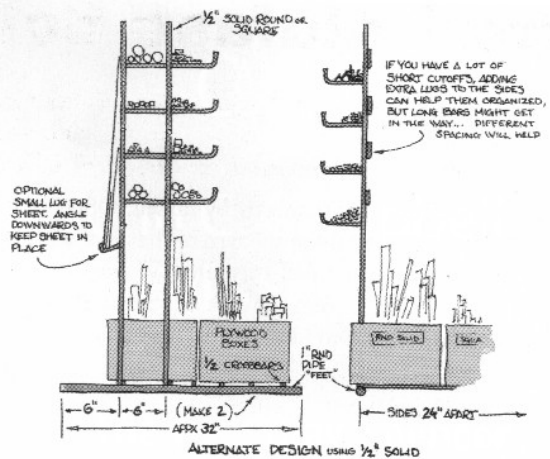 1/2" SOLID ROUND OR
SQUARE
IF YOU HAVE A LOT OF
SHORT CUTOFFS, ADDING
EXTRA LUGS TO THE SIDES
CAN HELP THEM ORGANIZED,
BUT LONG BARS MIGHT GET
IN THE WAY... DIFFERENT
SPACING WILL HELP
OPTIONAL
SMALL LUG FOR
SHEET. ANGLE
DOWNWARDS TO
KEEP SHEET IN
PLACE
PLYWOOD
BOXES
1/2 CROSSBARS
1" RND
PIPE
"FEET"
RND SOLID
SQUA
6"
6"
(MAKE 2)
APPX 32"
SIDES 24" APART
ALTERNATE DESIGN USING 1/2" SOLID